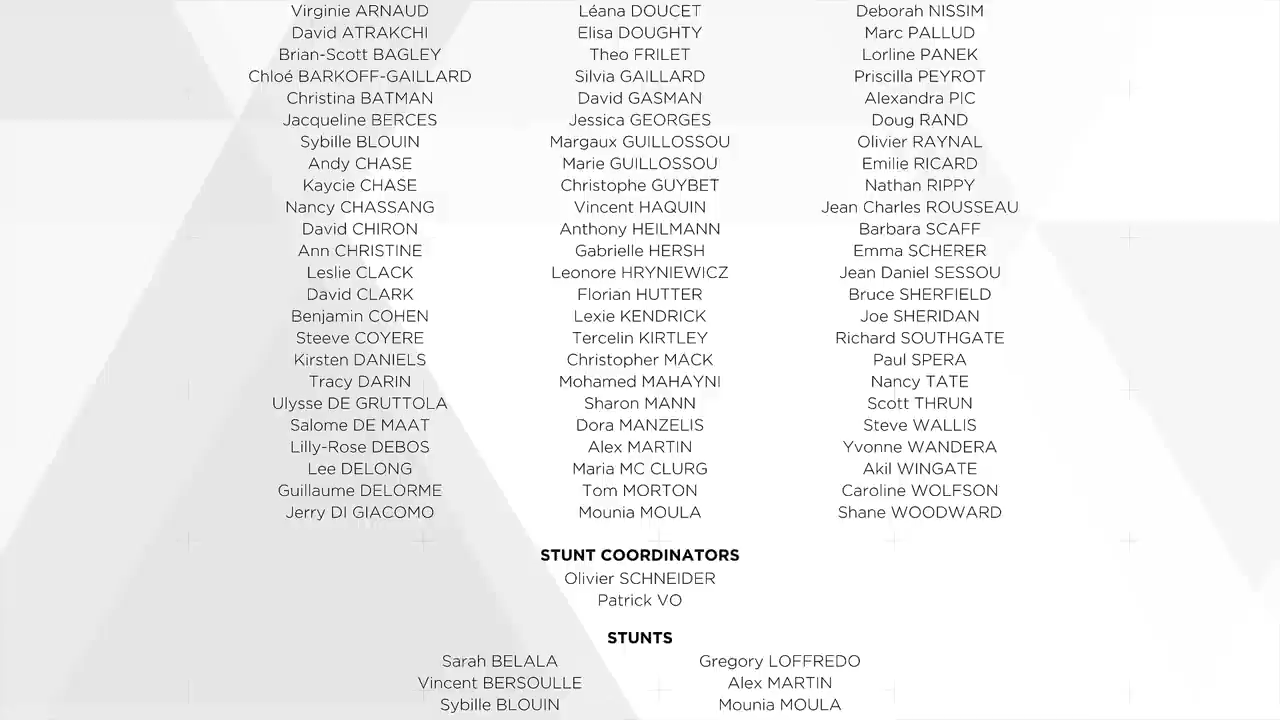 Virginie ARNAUD
David ATRAKCHI
Brian-Scott BAGLEY
Chloé BARKOFF-GAILLARD
Christina BATMAN
Jacqueline BERCES
Sybille BLOUIN
Andy CHASE
Kaycie CHASE
Nancy CHASSANG
David CHIRON
Ann CHRISTINE
Leslie CLACK
David CLARK
Benjamin COHEN
Steeve COYERE
Kirsten DANIELS
Tracy DARIN
Ulysse DE GRUTTOLA
Salome DE MAAT
Lilly-Rose DEBOS
Lee DELONG
Guillaume DELORME
Jerry DI GIACOMO
Léana DOUCET
Elisa DOUGHTY
Theo FRILET
Silvia GAILLARD
David GASMAN
Jessica GEORGES
Margaux GUILLOSSOU
Marie GUILLOSSOU
Christophe GUYBET
Vincent HAQUIN
Anthony HEILMANN
Gabrielle HERSH
Leonore HRYNIEWICZ
Florian HUTTER
Lexie KENDRICK
Tercelin KIRTLEY
Christopher MACK
Mohamed MAHAYNI
Sharon MANN
Dora MANZELIS
Alex MARTIN
Maria MC CLURG
Tom MORTON
Mounia MOULA
Deborah NISSIM
Marc PALLUD
Lorline PANEK
Priscilla PEYROT
Alexandra PIC
Doug RAND
Olivier RAYNAL
Emilie RICARD
Nathan RIPPY
Jean Charles ROUSSEAU
Barbara SCAFF
Emma SCHERER
Jean Daniel SESSOU
Bruce SHERFIELD
Joe SHERIDAN
Richard SOUTHGATE
Paul SPERA
Nancy TATE
Scott THRUN
Steve WALLIS
Yvonne WANDERA
Akil WINGATE
Caroline WOLFSON
Shane WOODWARD
STUNT COORDINATORS
Olivier SCHNEIDER
Patrick VO
STUNTS
Sarah BELALA
Vincent BERSOULLE
Sybille BLOUIN
Gregory LOFFREDO
Alex MARTIN
Mounia MOULA